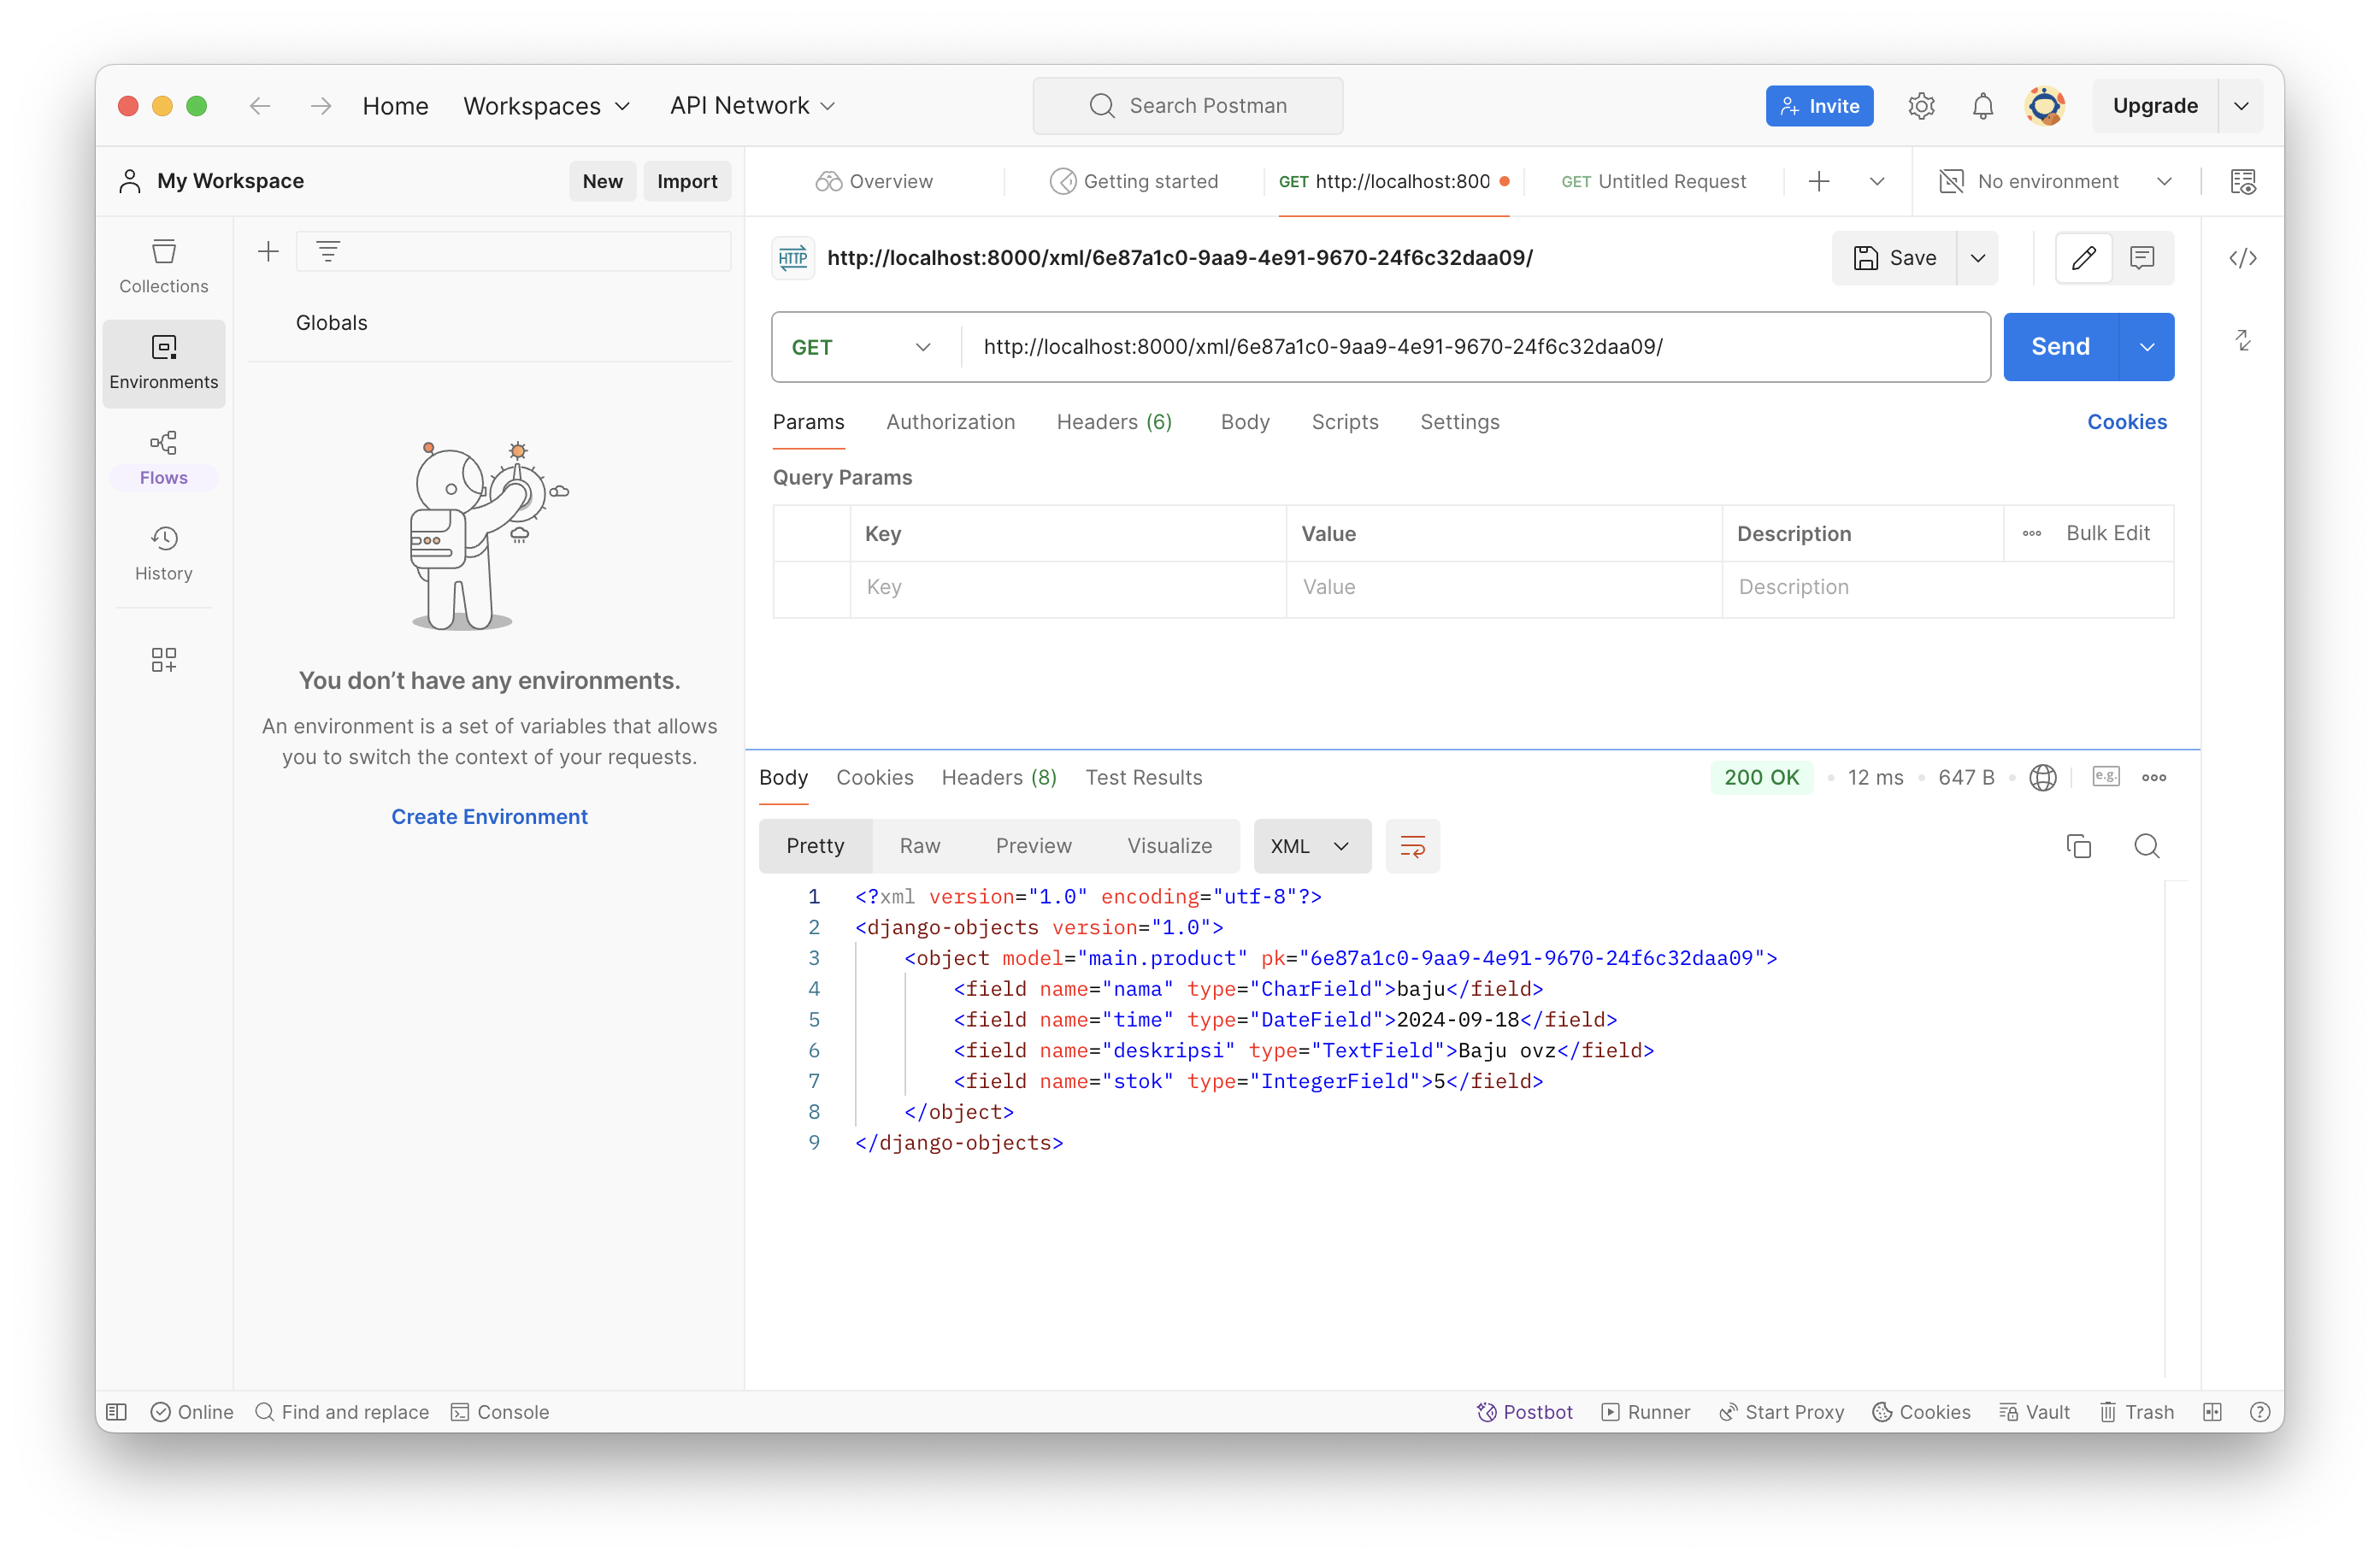 Home Workspaces API Network Search Postman Invite Upgrade
My Workspace New Import Overview Getting started GET http://localhost:800 GET Untitled Request No environment
Collections
Environments
Flows
History
Globals
You don’t have any environments.
An environment is a set of variables that allows
you to switch the context of your requests.
Create Environment
HTTP http://localhost:8000/xml/6e87a1c0-9aa9-4e91-9670-24f6c32daa09/ Save
GET http://localhost:8000/xml/6e87a1c0-9aa9-4e91-9670-24f6c32daa09/ Send
Params Authorization Headers (6) Body Scripts Settings Cookies
Query Params
Key Value Description Bulk Edit
Key Value Description
Body Cookies Headers (8) Test Results 200 OK 12 ms 647 B e.g.
Pretty Raw Preview Visualize XML
1 <?xml version="1.0" encoding="utf-8"?>
2 <django-objects version="1.0">
3 <object model="main.product" pk="6e87a1c0-9aa9-4e91-9670-24f6c32daa09">
4 <field name="nama" type="CharField">baju</field>
5 <field name="time" type="DateField">2024-09-18</field>
6 <field name="deskripsi" type="TextField">Baju ovz</field>
7 <field name="stok" type="IntegerField">5</field>
8 </object>
9 </django-objects>
Online Find and replace Console Postbot Runner Start Proxy Cookies Vault Trash